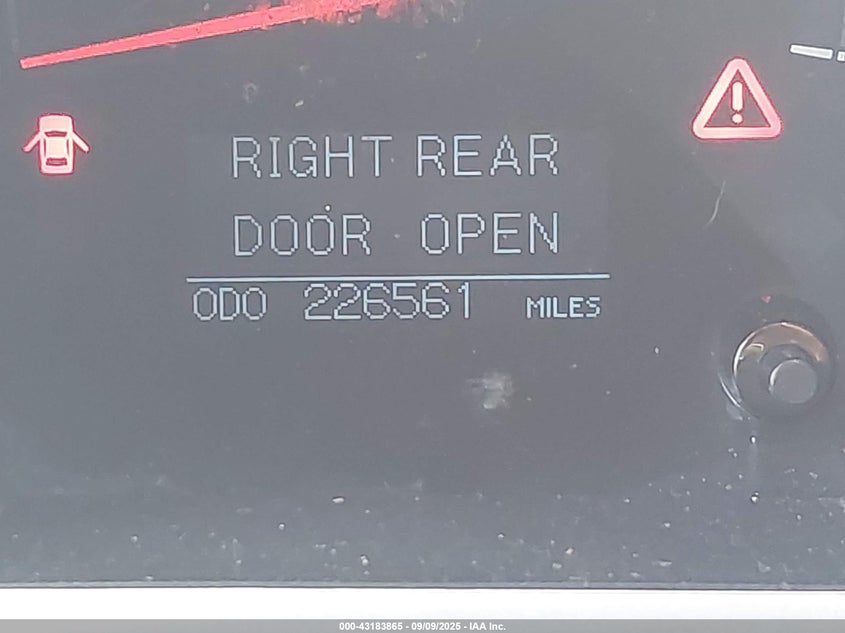 RIGHT REAR
DOOR OPEN
ODO 226561 MILES
000-43183865 - 09/09/2025 - IAA Inc.